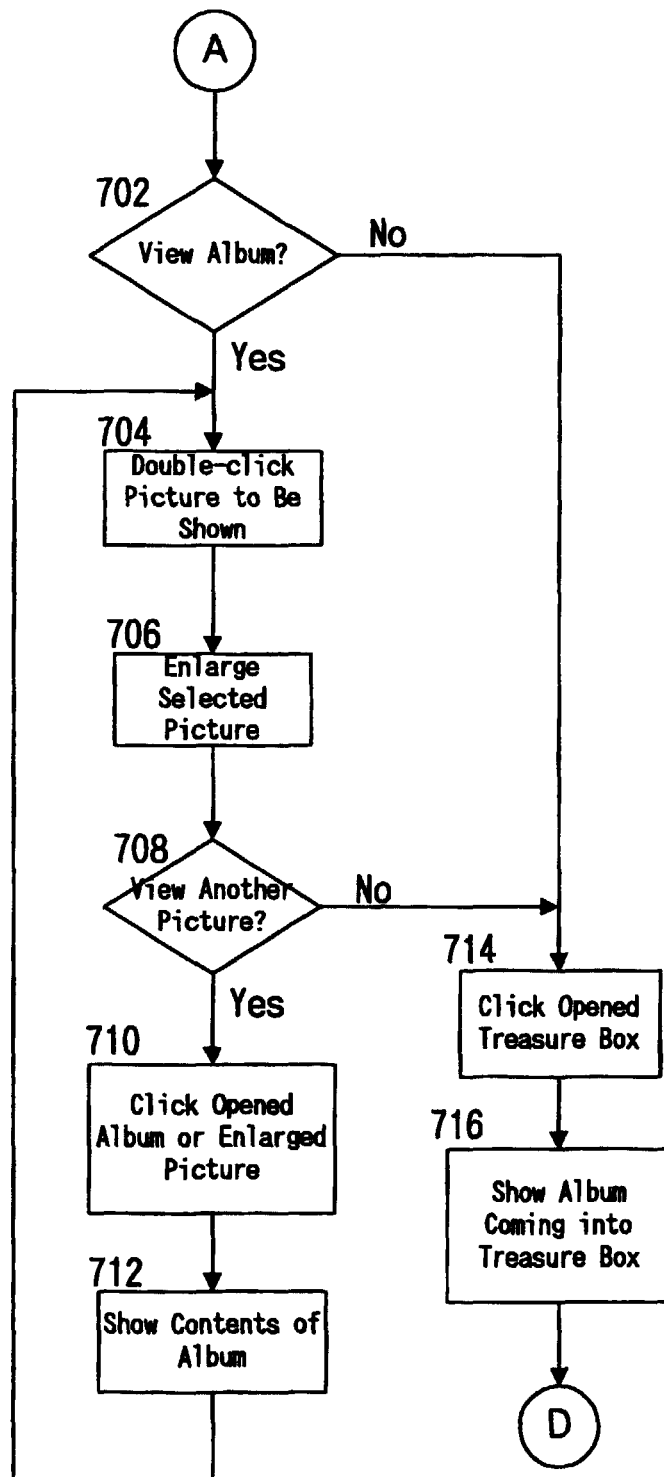 A
702
View Album?
No
Yes
704
Double-click
Picture to Be
Shown
706
Enlarge
Selected
Picture
708
View Another
Picture?
No
Yes
710
Click Opened
Album or Enlarged
Picture
712
Show Contents of
Album
714
Click Opened
Treasure Box
716
Show Album
Coming into
Treasure Box
D